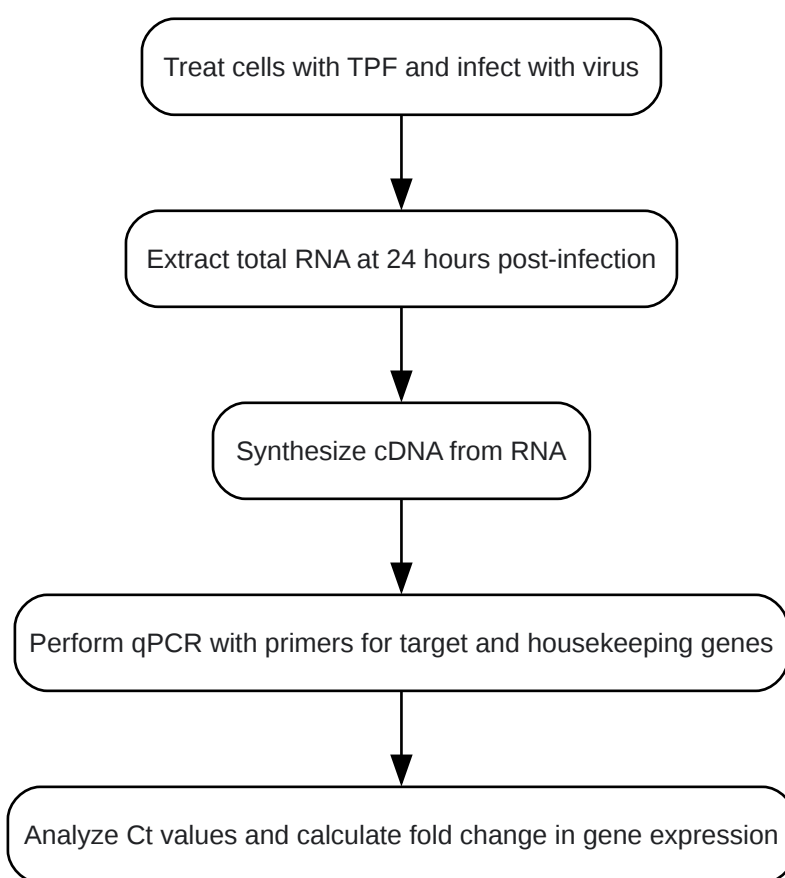 Treat cells with TPF and infect with virus
Extract total RNA at 24 hours post-infection
Synthesize cDNA from RNA
Perform qPCR with primers for target and housekeeping genes
Analyze Ct values and calculate fold change in gene expression